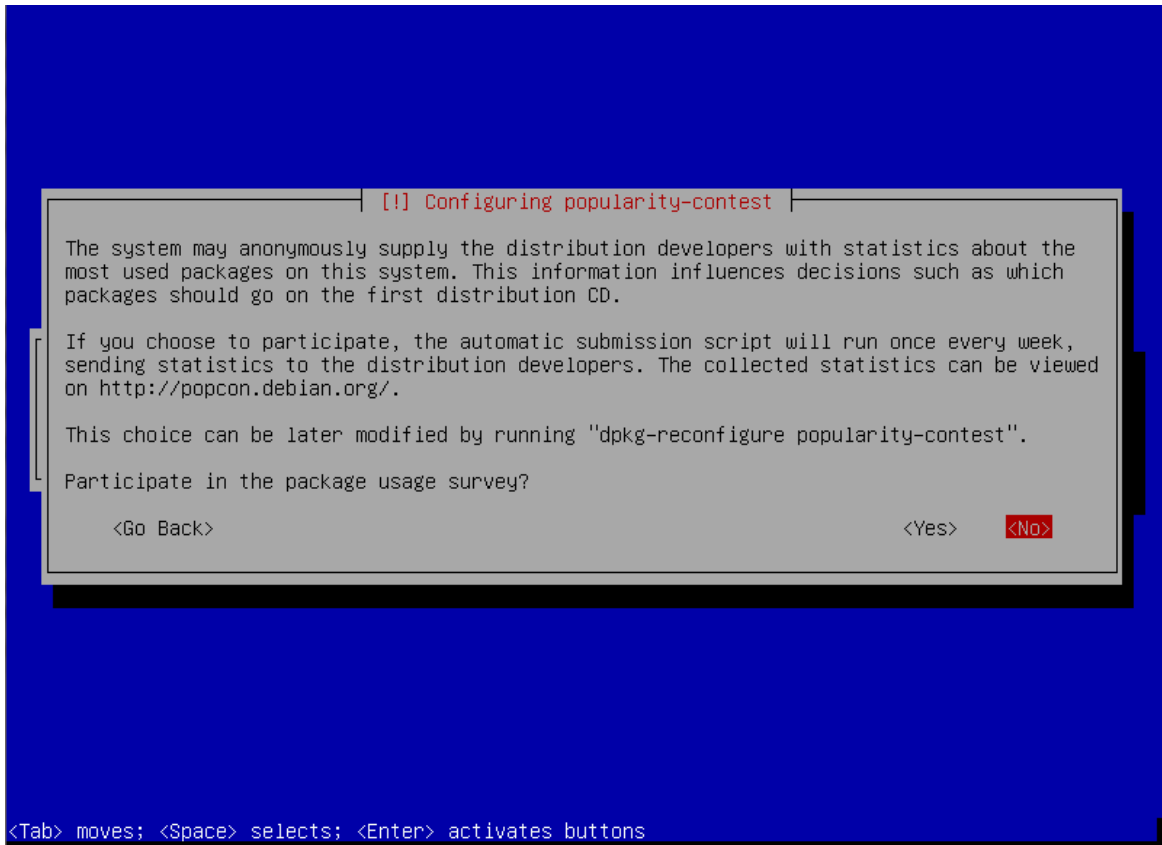 [!] Configuring popularity-contest
The system may anonymously supply the distribution developers with statistics about the
most used packages on this system. This information influences decisions such as which
packages should go on the first distribution CD.
If you choose to participate, the automatic submission script will run once every week,
sending statistics to the distribution developers. The collected statistics can be viewed
on http://popcon.debian.org/.
This choice can be later modified by running "dpkg-reconfigure popularity-contest".
Participate in the package usage survey?
<Go Back> <Yes> <No>
<Tab> moves; <Space> selects; <Enter> activates buttons